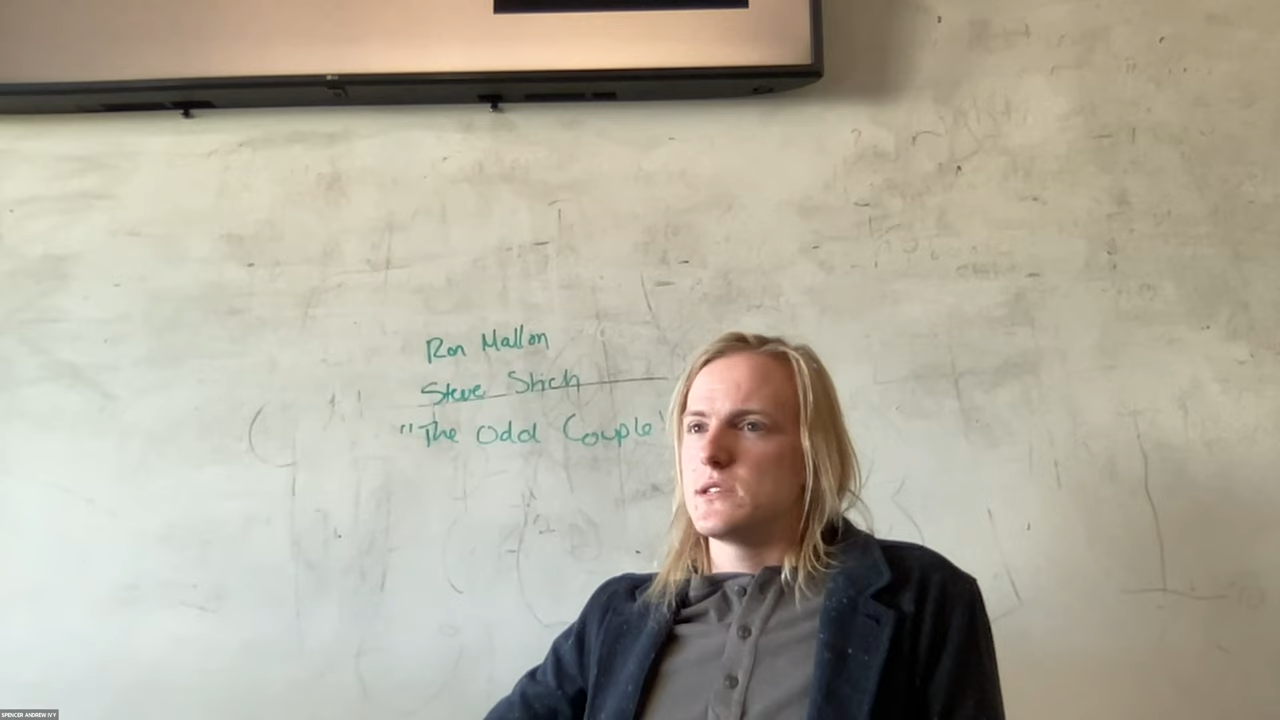 Ron Mallon
Steve Stich
"The Odd Couple"
SPENCER ANDREW IVY